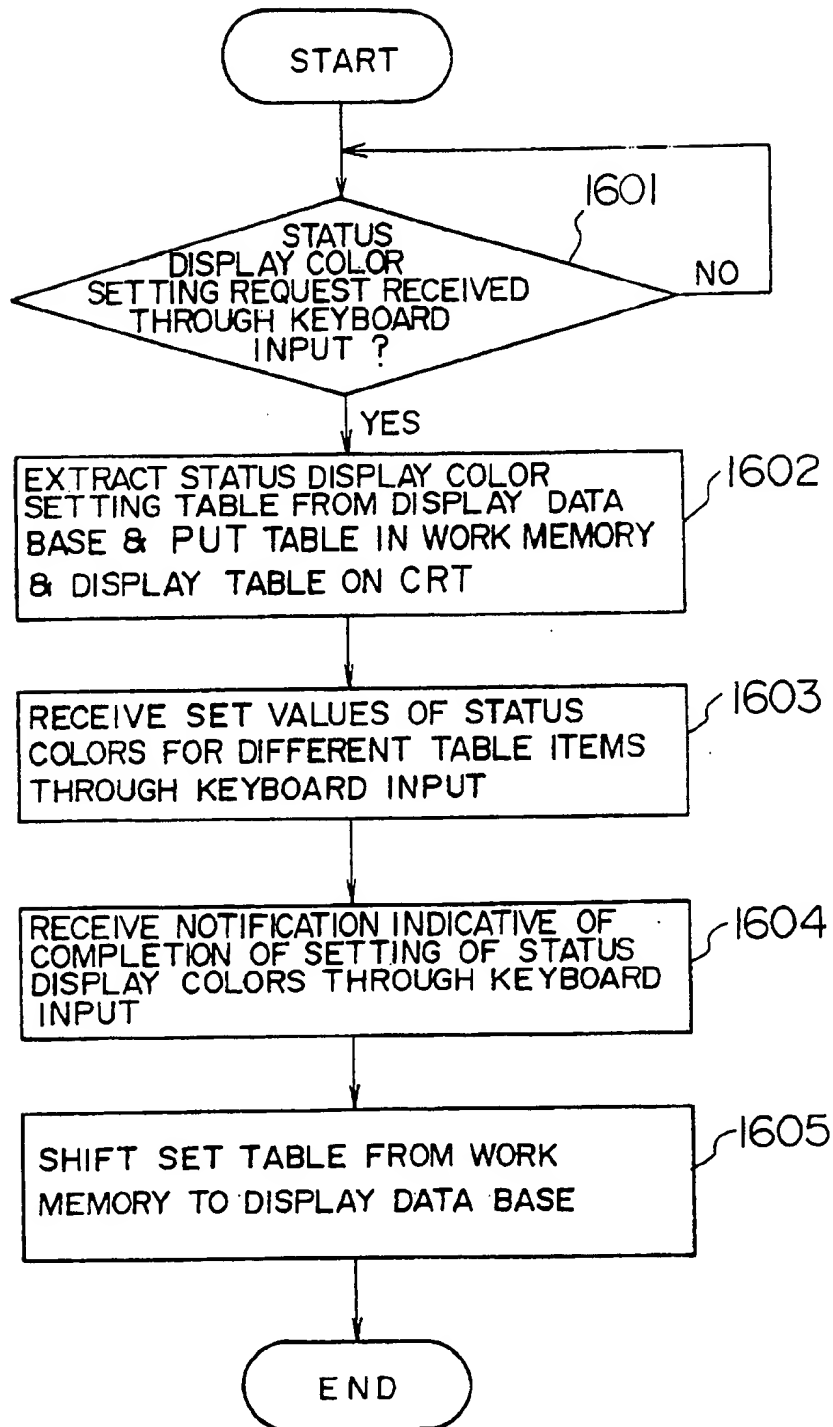 START
1601
STATUS
DISPLAY COLOR
SETTING REQUEST RECEIVED
THROUGH KEYBOARD
INPUT ?
NO
YES
1602
EXTRACT STATUS DISPLAY COLOR
SETTING TABLE FROM DISPLAY DATA
BASE & PUT TABLE IN WORK MEMORY
& DISPLAY TABLE ON CRT
1603
RECEIVE SET VALUES OF STATUS
COLORS FOR DIFFERENT TABLE ITEMS
THROUGH KEYBOARD INPUT
1604
RECEIVE NOTIFICATION INDICATIVE OF
COMPLETION OF SETTING OF STATUS
DISPLAY COLORS THROUGH KEYBOARD
INPUT
1605
SHIFT SET TABLE FROM WORK
MEMORY TO DISPLAY DATA BASE
END